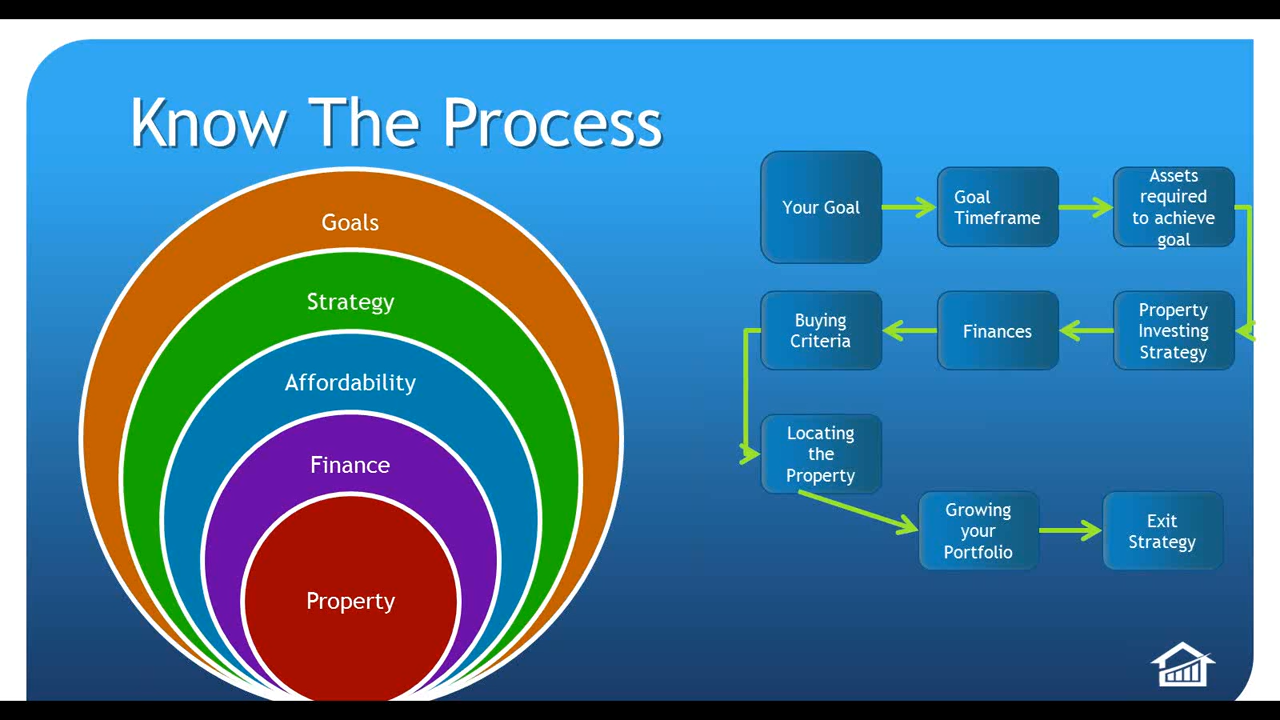 Know The Process
Goals
Strategy
Affordability
Finance
Property
Your Goal
Goal
Timeframe
Assets
required
to achieve
goal
Property
Investing
Strategy
Finances
Buying
Criteria
Locating
the
Property
Growing
your
Portfolio
Exit
Strategy